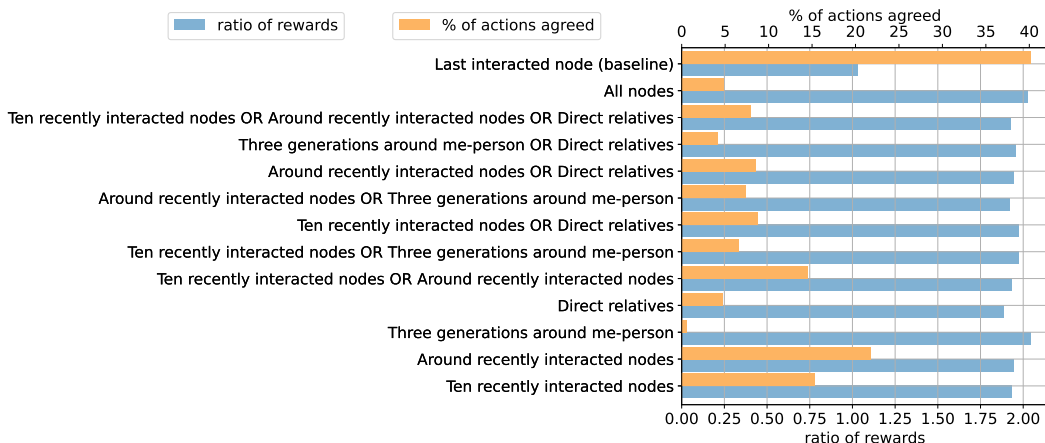 % of actions agreed
ratio of rewards
% of actions agreed
0 5 10 15 20 25 30 35 40
Last interacted node (baseline)
All nodes
Ten recently interacted nodes OR Around recently interacted nodes OR Direct relatives
Three generations around me-person OR Direct relatives
Around recently interacted nodes OR Direct relatives
Around recently interacted nodes OR Three generations around me-person
Ten recently interacted nodes OR Direct relatives
Ten recently interacted nodes OR Three generations around me-person
Ten recently interacted nodes OR Around recently interacted nodes
Direct relatives
Three generations around me-person
Around recently interacted nodes
Ten recently interacted nodes
0.00 0.25 0.50 0.75 1.00 1.25 1.50 1.75 2.00
ratio of rewards